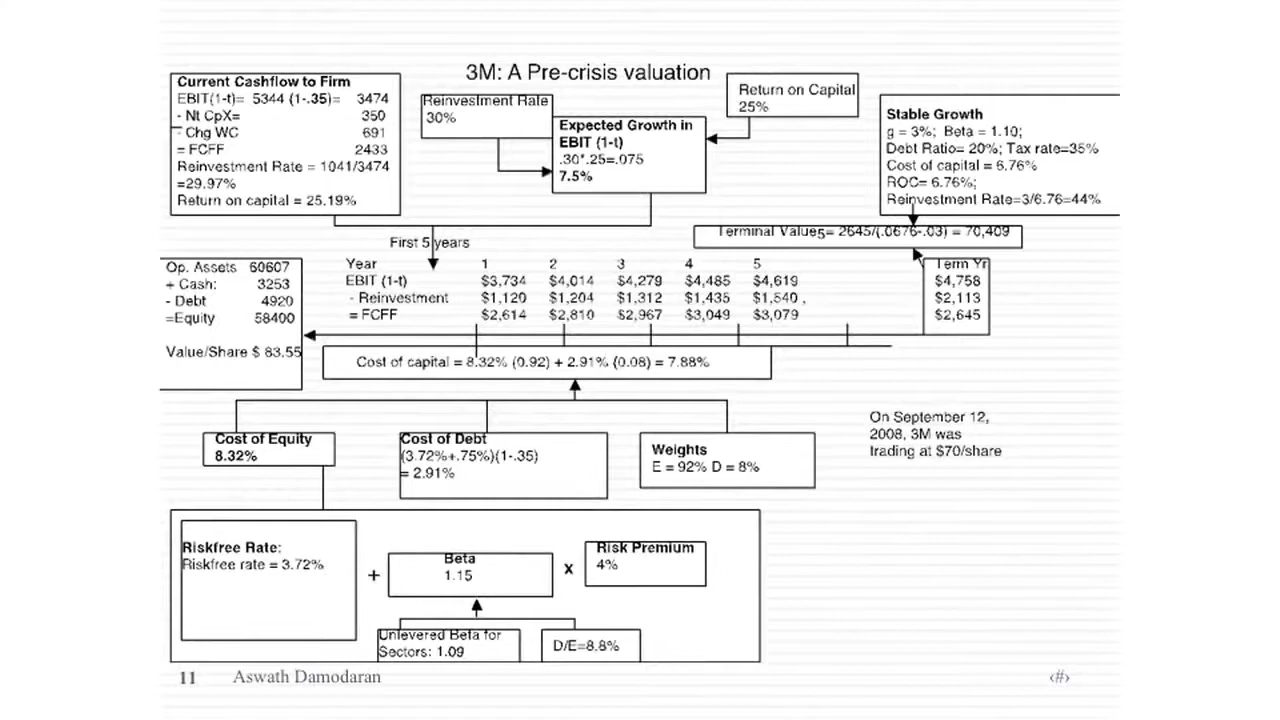 3M: A Pre-crisis valuation
Current Cashflow to Firm
EBIT(1-t)= 5344 (1-.35)= 3474
- Nt CpX= 350
- Chg WC 691
= FCFF 2433
Reinvestment Rate = 1041/3474
=29.97%
Return on capital = 25.19%
Reinvestment Rate
30%
Expected Growth in
EBIT (1-t)
.30*.25=.075
7.5%
Return on Capital
25%
Stable Growth
g = 3%; Beta = 1.10;
Debt Ratio= 20%; Tax rate=35%
Cost of capital = 6.76%
ROC= 6.76%;
Reinvestment Rate=3/6.76=44%
Terminal Value5= 2645/(.0676-.03) = 70,409
First 5 years
Op. Assets 60607
+ Cash: 3253
- Debt 4920
=Equity 58400
Value/Share $ 83.55
Year 1 2 3 4 5 Term Yr
EBIT (1-t) $3,734 $4,014 $4,279 $4,485 $4,619 $4,758
- Reinvestment $1,120 $1,204 $1,312 $1,435 $1,540 , $2,113
= FCFF $2,614 $2,810 $2,967 $3,049 $3,079 $2,645
Cost of capital = 8.32% (0.92) + 2.91% (0.08) = 7.88%
On September 12,
2008, 3M was
trading at $70/share
Cost of Equity
8.32%
Cost of Debt
(3.72%+.75%)(1-.35)
= 2.91%
Weights
E = 92% D = 8%
Riskfree Rate:
Riskfree rate = 3.72%
+
Beta
1.15
x
Risk Premium
4%
Unlevered Beta for
Sectors: 1.09
D/E=8.8%
11
Aswath Damodaran
‹#›